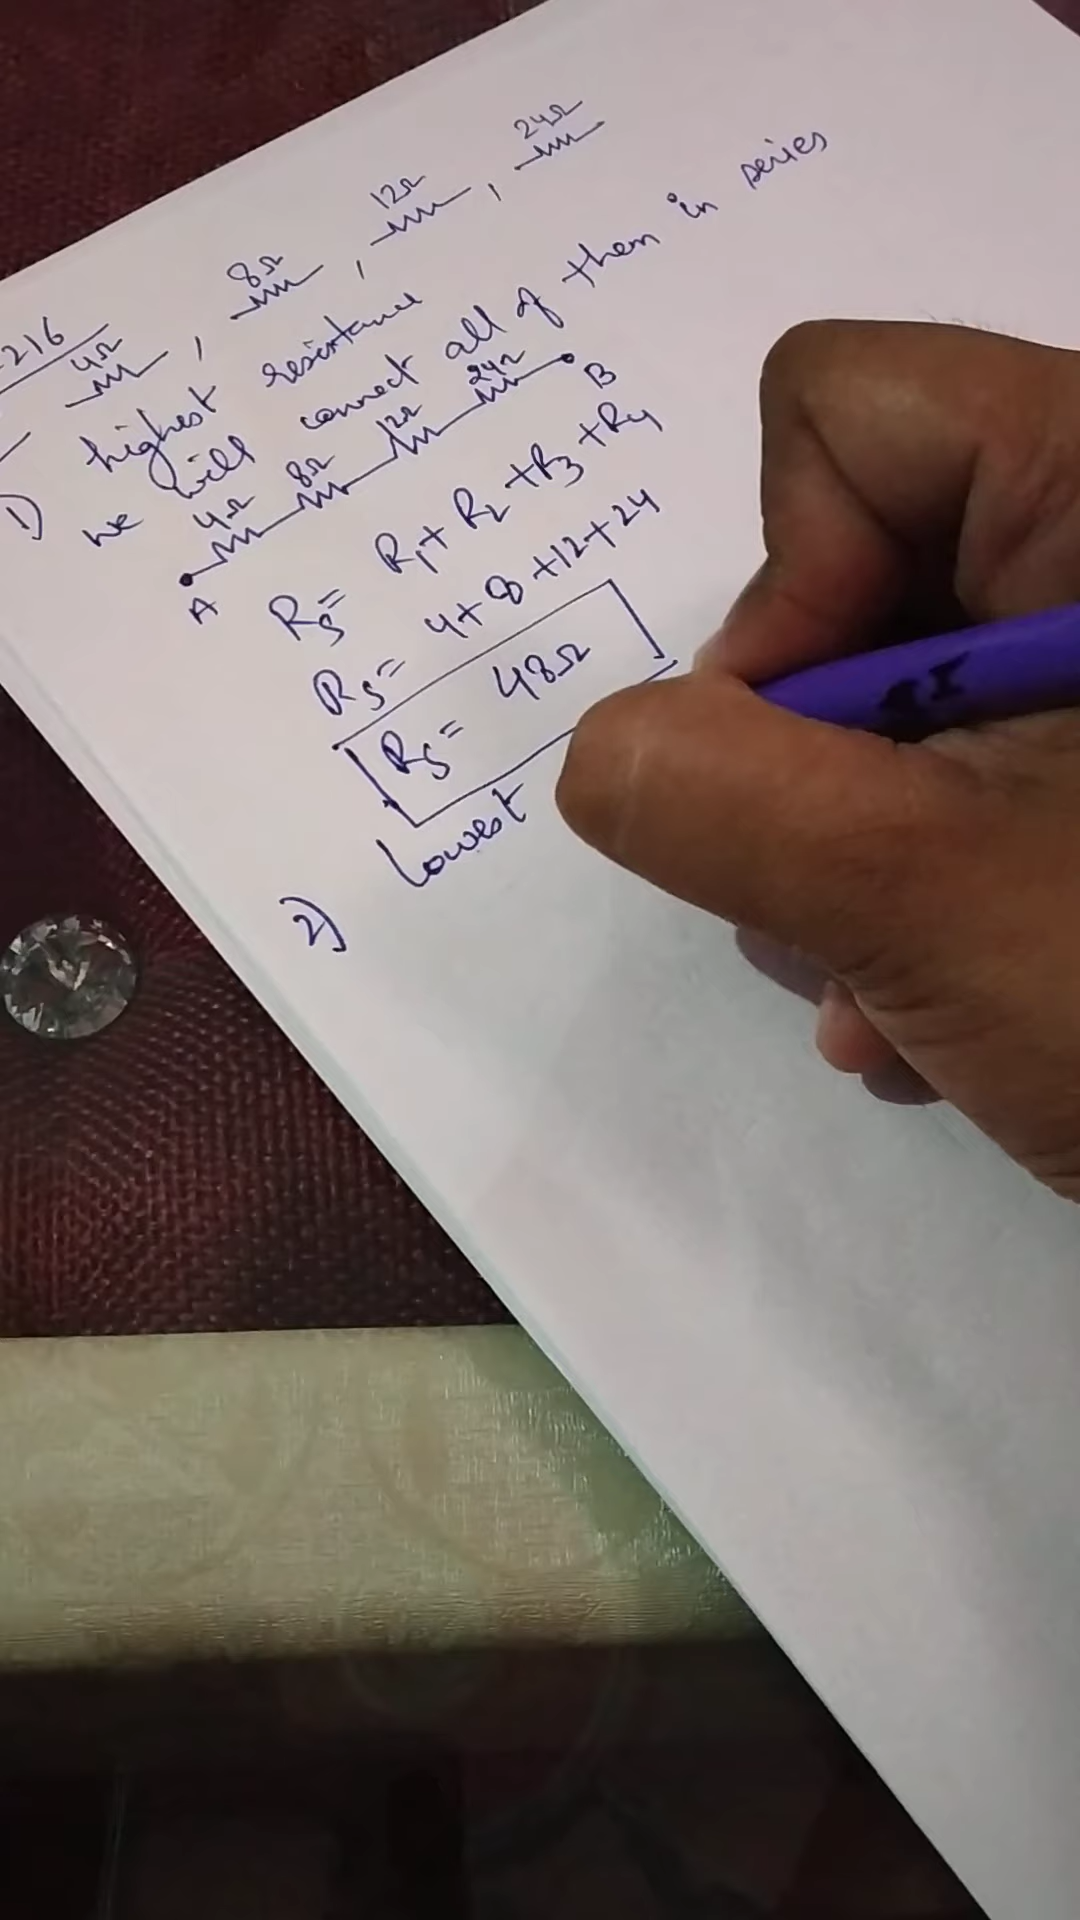 216
4Ω , 8Ω , 12Ω , 24Ω
1) highest resistance
we will connect all of them in series
4Ω 8Ω 12Ω 24Ω
A B
Rs= R1+ R2 +R3 +R4
Rs= 4+ 8 +12+ 24
Rs= 48Ω
2) Lowest